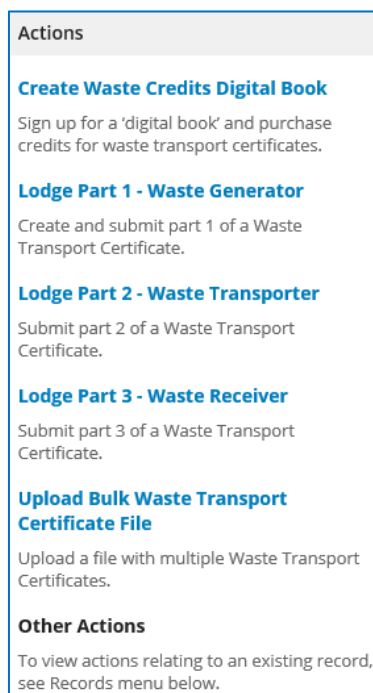 Actions
Create Waste Credits Digital Book
Sign up for a ‘digital book’ and purchase
credits for waste transport certificates.
Lodge Part 1 - Waste Generator
Create and submit part 1 of a Waste
Transport Certificate.
Lodge Part 2 - Waste Transporter
Submit part 2 of a Waste Transport
Certificate.
Lodge Part 3 - Waste Receiver
Submit part 3 of a Waste Transport
Certificate.
Upload Bulk Waste Transport
Certificate File
Upload a file with multiple Waste Transport
Certificates.
Other Actions
To view actions relating to an existing record,
see Records menu below.